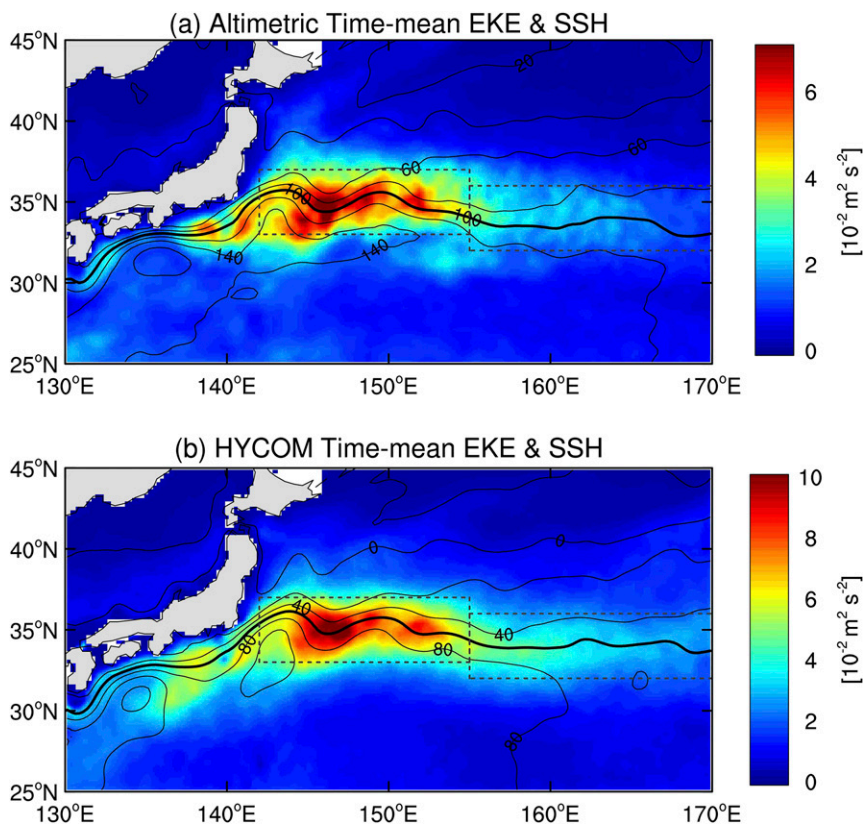 (a) Altimetric Time-mean EKE & SSH
45°N
40°N
35°N
30°N
25°N
20
60
60
100
100
140
140
130°E
140°E
150°E
160°E
170°E
6
4
2
0
[10⁻² m² s⁻²]
(b) HYCOM Time-mean EKE & SSH
45°N
40°N
35°N
30°N
25°N
0
0
40
40
80
80
80
130°E
140°E
150°E
160°E
170°E
10
8
6
4
2
0
[10⁻² m² s⁻²]